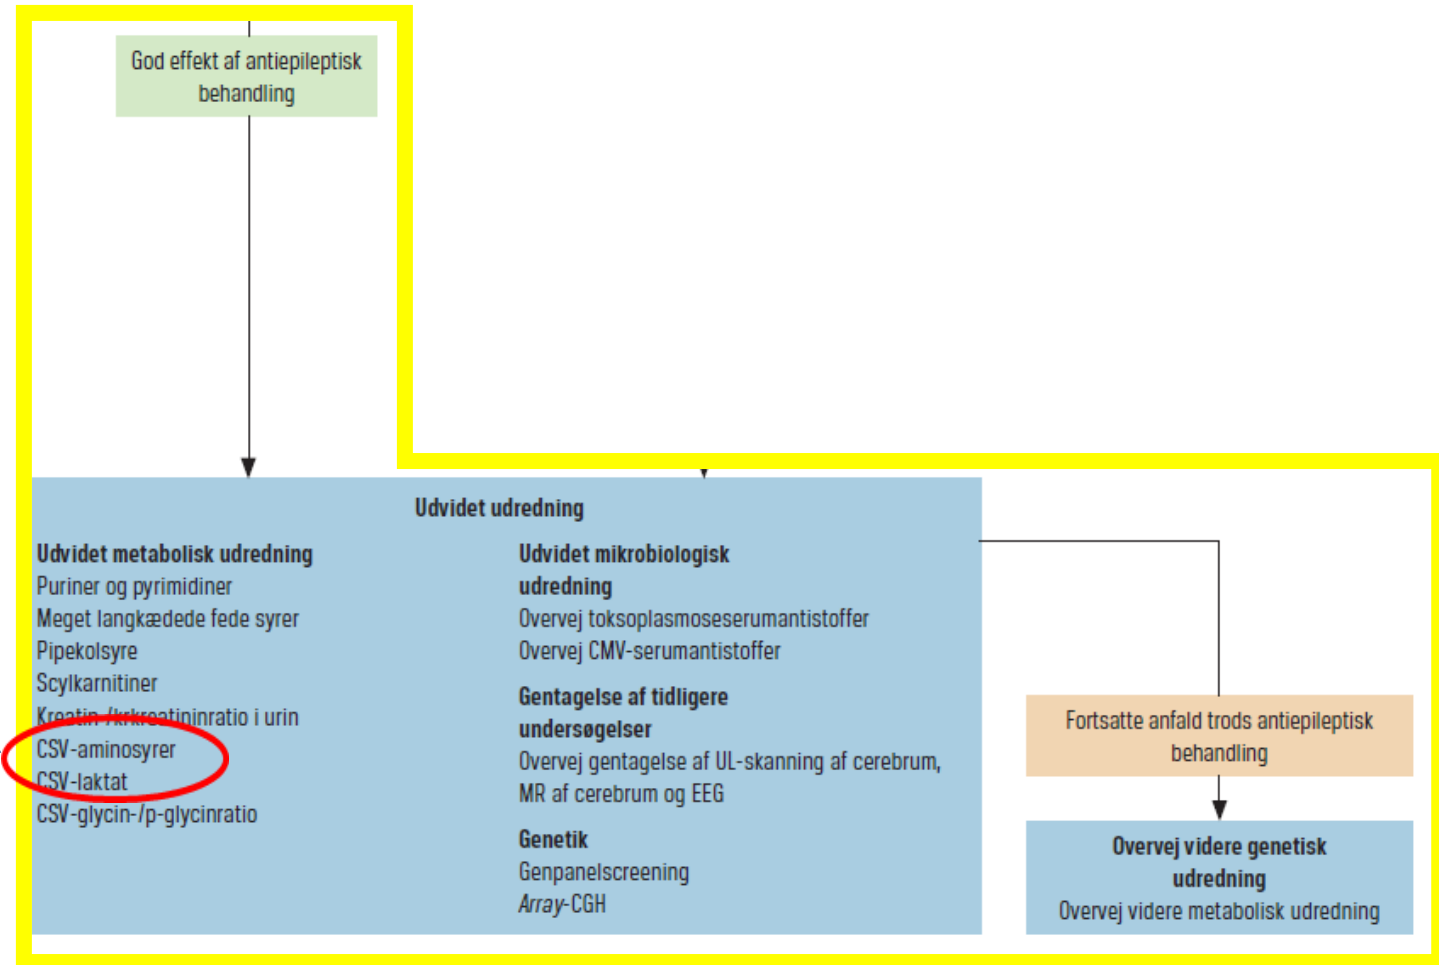 God effekt af antiepileptisk
behandling
Udvidet udredning
Udvidet metabolisk udredning
Puriner og pyrimidiner
Meget langkædede fede syrer
Pipekolsyre
Scylkarnitiner
Kreatin-/krkreatininratio i urin
CSV-aminosyrer
CSV-laktat
CSV-glycin-/p-glycinratio
Udvidet mikrobiologisk
udredning
Overvej toksoplasmoseserumantistoffer
Overvej CMV-serumantistoffer
Gentagelse af tidligere
undersøgelser
Overvej gentagelse af UL-skanning af cerebrum,
MR af cerebrum og EEG
Genetik
Genpanelscreening
Array-CGH
Fortsatte anfald trods antiepileptisk
behandling
Overvej videre genetisk
udredning
Overvej videre metabolisk udredning